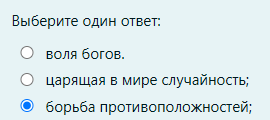 Выберите один ответ:
воля богов.
царящая в мире случайность;
борьба противоположностей;